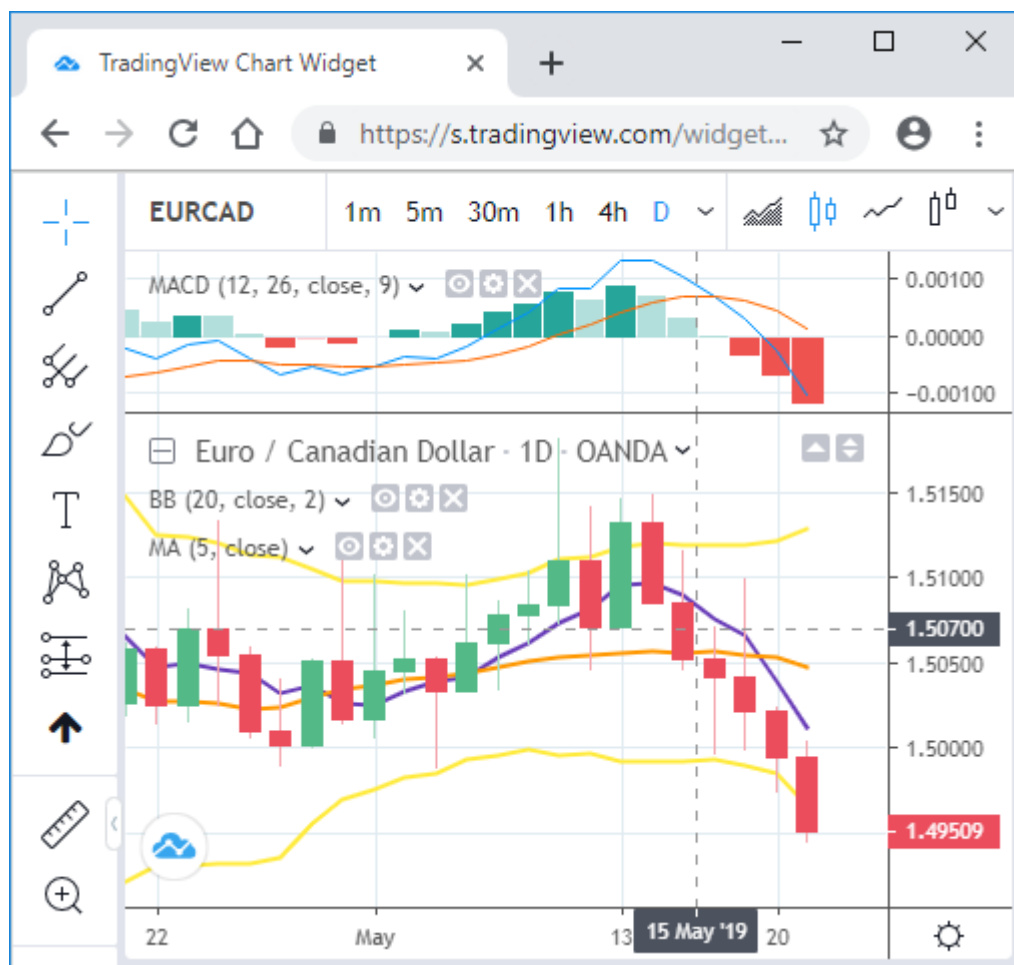 TradingView Chart Widget
https://s.tradingview.com/widget...
EURCAD 1m 5m 30m 1h 4h D
MACD (12, 26, close, 9)
0.00100
0.00000
−0.00100
Euro / Canadian Dollar · 1D · OANDA
BB (20, close, 2)
1.51500
MA (5, close)
1.51000
1.50700
1.50500
1.50000
1.49509
22 May 13 15 May '19 20